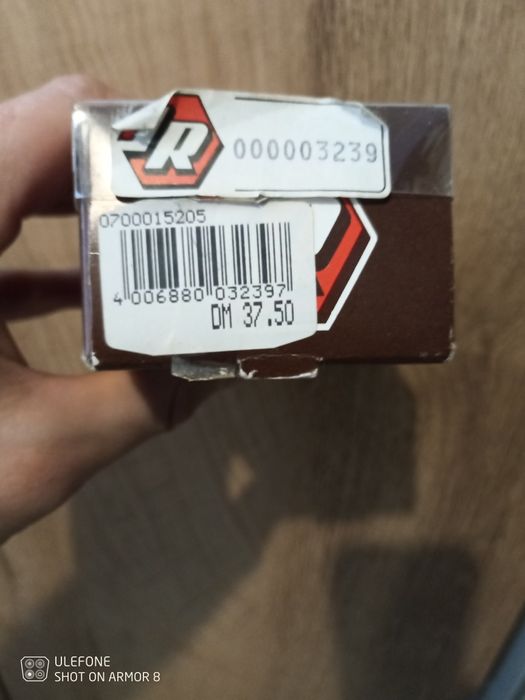 R
000003239
0700015205
4 006880 032397
DM 37.50
ULEFONE
SHOT ON ARMOR 8